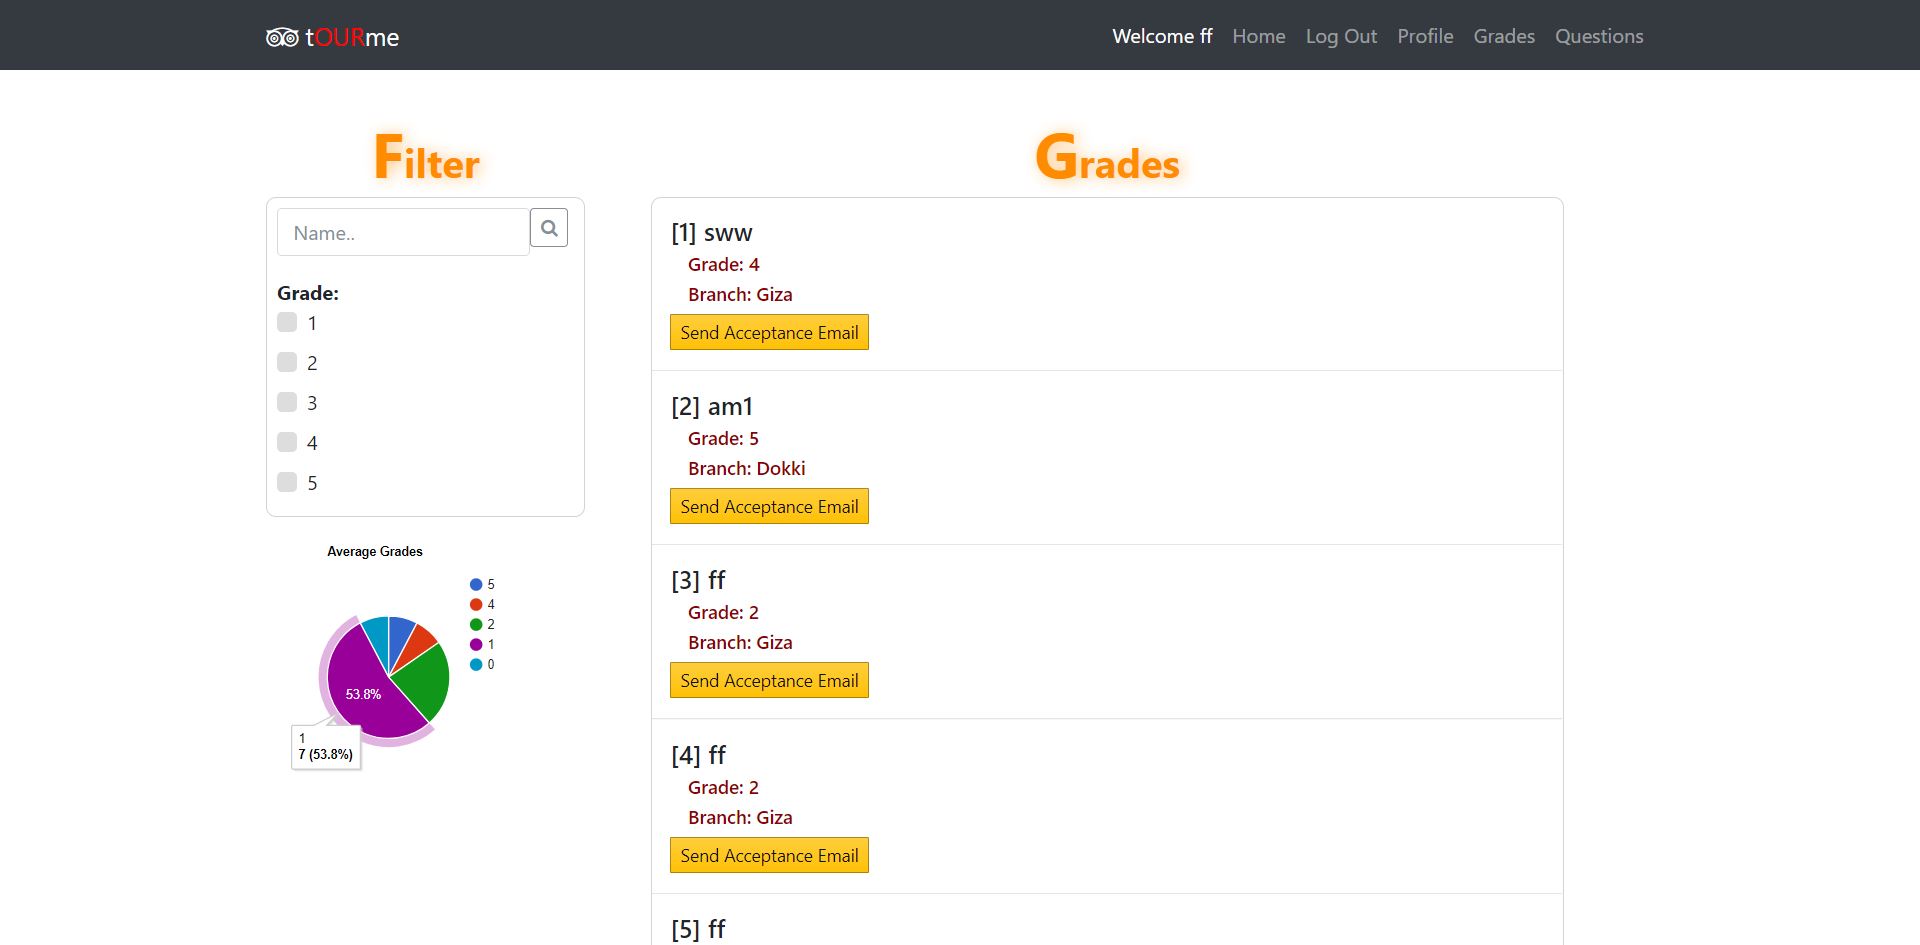 tOURme
Welcome ff Home Log Out Profile Grades Questions
Filter
Name..
Grade:
1
2
3
4
5
Average Grades
5
4
2
1
0
53.8%
1
7 (53.8%)
Grades
[1] sww
Grade: 4
Branch: Giza
Send Acceptance Email
[2] am1
Grade: 5
Branch: Dokki
Send Acceptance Email
[3] ff
Grade: 2
Branch: Giza
Send Acceptance Email
[4] ff
Grade: 2
Branch: Giza
Send Acceptance Email
[5] ff